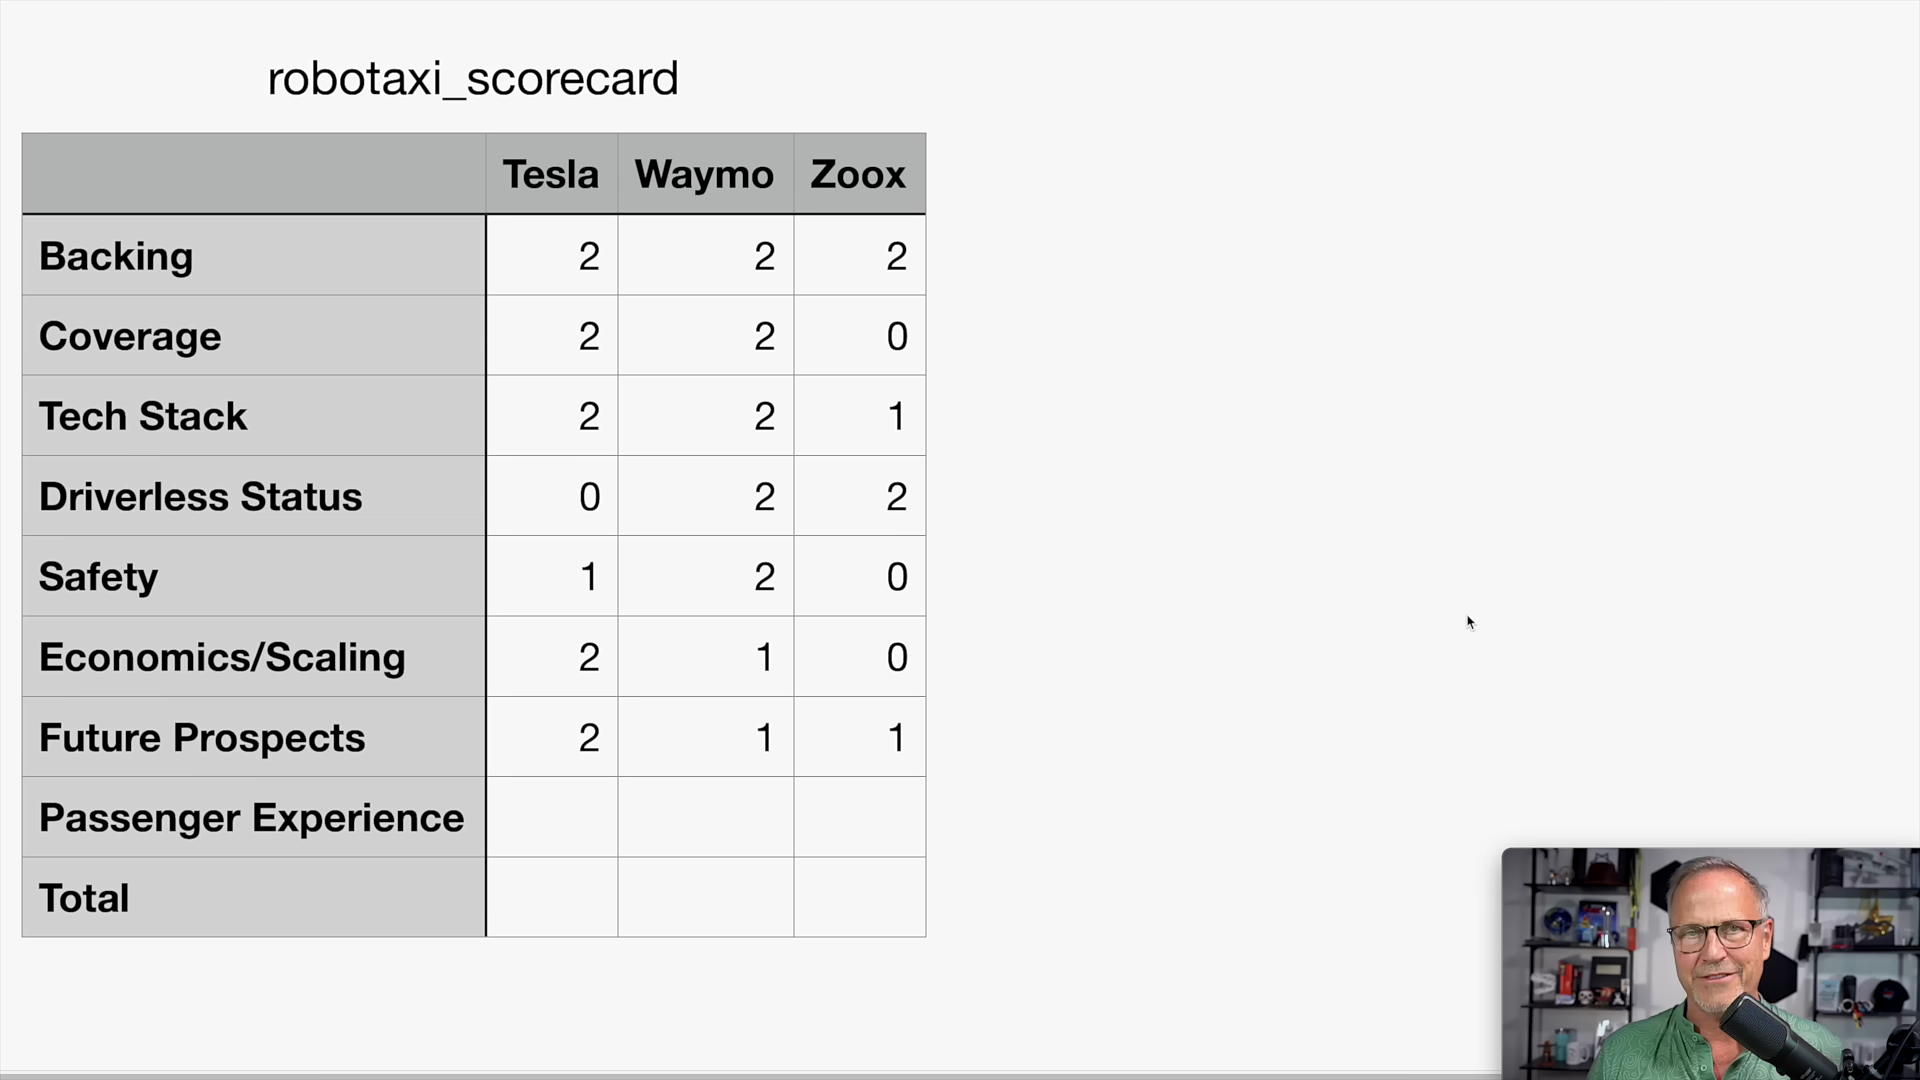 robotaxi_scorecard
Tesla Waymo Zoox
Backing 2 2 2
Coverage 2 2 0
Tech Stack 2 2 1
Driverless Status 0 2 2
Safety 1 2 0
Economics/Scaling 2 1 0
Future Prospects 2 1 1
Passenger Experience
Total